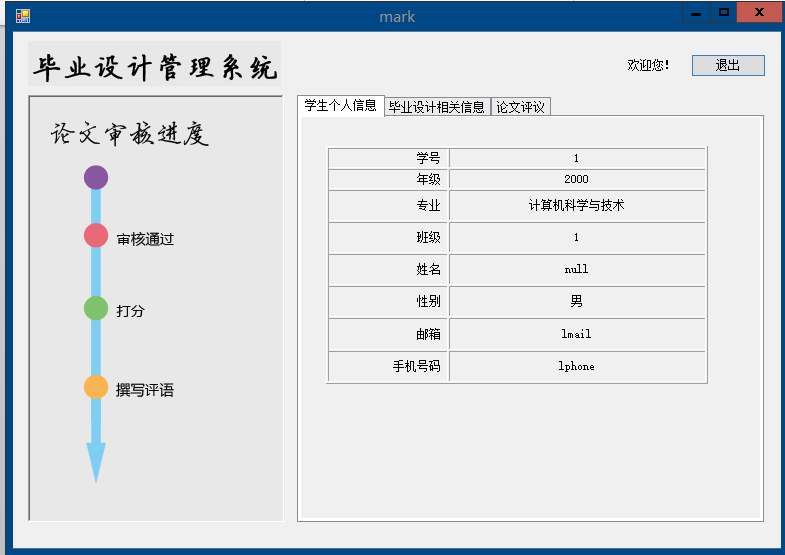 mark
毕业设计管理系统
欢迎您！
退出
论文审核进度
审核通过
打分
撰写评语
学生个人信息 毕业设计相关信息 论文评议
学号 1
年级 2000
专业 计算机科学与技术
班级 1
姓名 null
性别 男
邮箱 lmail
手机号码 lphone